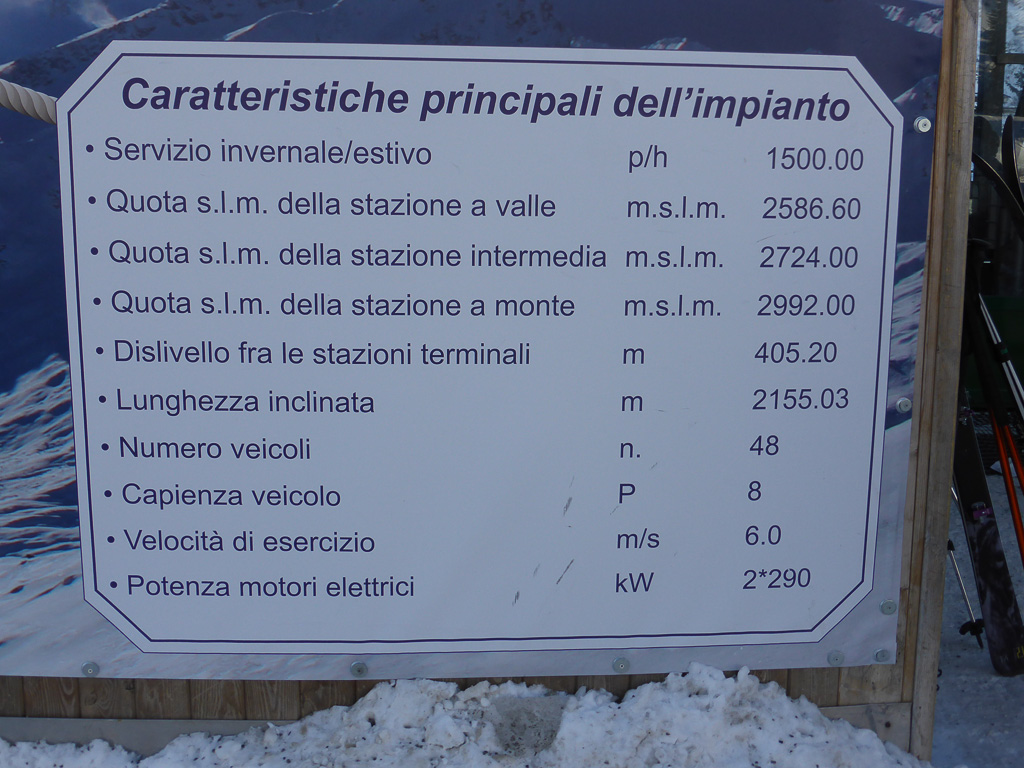 Caratteristiche principali dell'impianto
• Servizio invernale/estivo p/h 1500.00
• Quota s.l.m. della stazione a valle m.s.l.m. 2586.60
• Quota s.l.m. della stazione intermedia m.s.l.m. 2724.00
• Quota s.l.m. della stazione a monte m.s.l.m. 2992.00
• Dislivello fra le stazioni terminali m 405.20
• Lunghezza inclinata m 2155.03
• Numero veicoli n. 48
• Capienza veicolo P 8
• Velocità di esercizio m/s 6.0
• Potenza motori elettrici kW 2*290